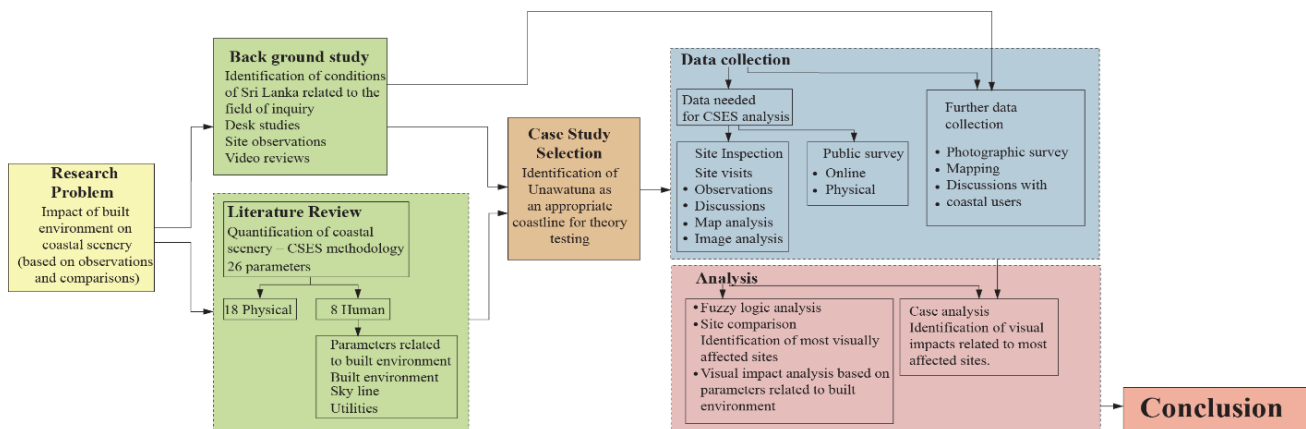 Research
Problem
Impact of built
environment on
coastal scenery
(based on observations
and comparisons)
Back ground study
Identification of conditions
of Sri Lanka related to the
field of inquiry
Desk studies
Site observations
Video reviews
Literature Review
Quantification of coastal
scenery – CSES methodology
26 parameters
18 Physical
8 Human
Parameters related
to built environment
Built environment
Sky line
Utilities
Case Study
Selection
Identification of
Unawatuna as
an appropriate
coastline for theory
testing
Data collection
Data needed
for CSES analysis
Site Inspection
Site visits
• Observations
• Discussions
• Map analysis
• Image analysis
Public survey
• Online
• Physical
Further data
collection
• Photographic survey
• Mapping
• Discussions with
coastal users
Analysis
• Fuzzy logic analysis
• Site comparison
Identification of most visually
affected sites
• Visual impact analysis based on
parameters related to built
environment
Case analysis
Identification of visual
impacts related to most
affected sites.
Conclusion